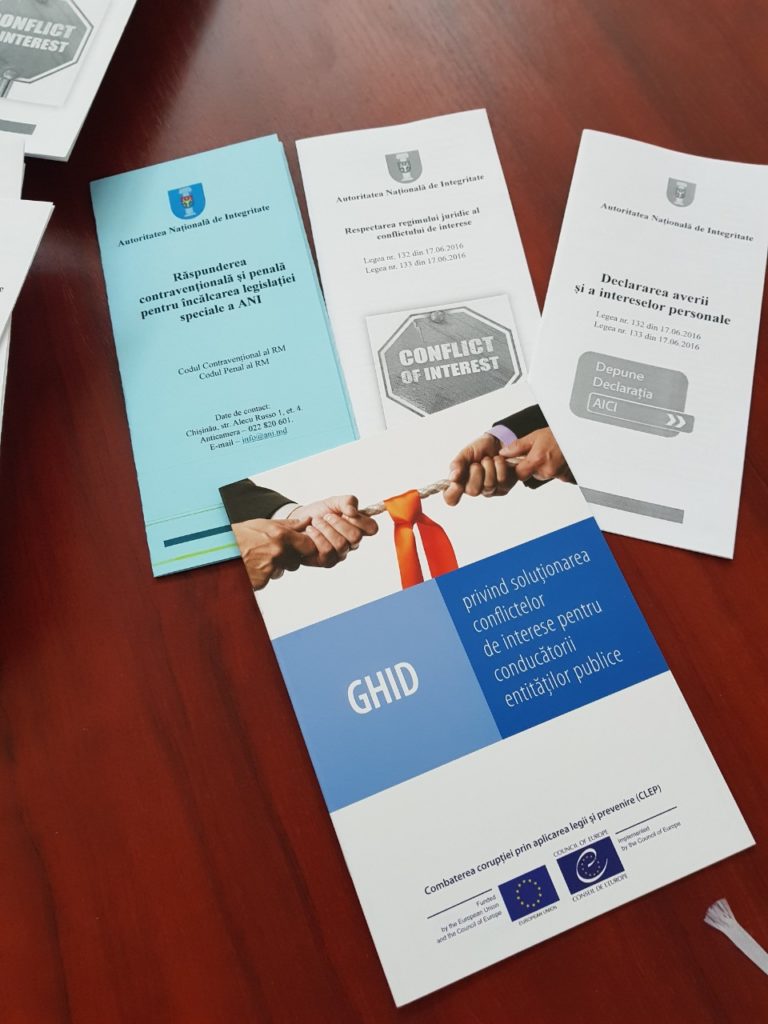 CONFLICT
OF INTEREST
Autoritatea Națională de Integritate
Răspunderea
contravențională și penală
pentru încălcarea legislației
speciale a ANI
Codul Contravențional al RM
Codul Penal al RM
Date de contact:
Chișinău, str. Alecu Russo 1, et. 4.
Anticamera – 022 820 601.
E-mail – info@ani.md
Autoritatea Națională de Integritate
Respectarea regimului juridic al
conflictului de interese
Legea nr. 132 din 17.06.2016
Legea nr. 133 din 17.06.2016
CONFLICT
OF INTEREST
Autoritatea Națională de Integritate
Declararea averii
și a intereselor personale
Legea nr. 132 din 17.06.2016
Legea nr. 133 din 17.06.2016
Depune
Declarația
AICI
GHID
privind soluționarea
conflictelor
de interese pentru
conducătorii
entităților publice
Combaterea corupției prin aplicarea legii și prevenire (CLEP)
Funded
by the European Union
and the Council of Europe
EUROPEAN UNION
COUNCIL OF EUROPE
CONSEIL DE L'EUROPE
Implemented
by the Council of Europe